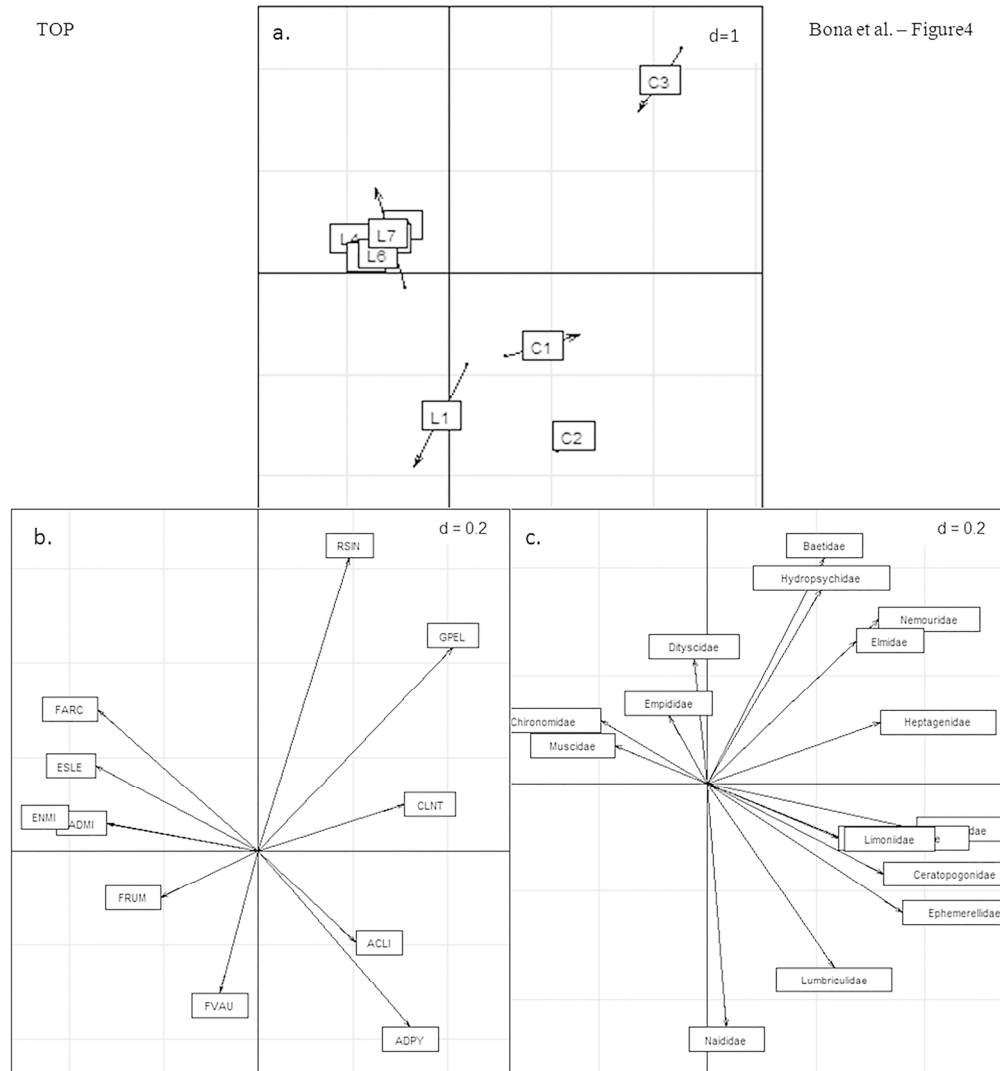 TOP
Bona et al. – Figure4
a.
d=1
C3
L7
L6
C1
L1
C2
b.
d = 0.2
RSIN
GPEL
FARC
ESLE
CLNT
ENMI
ADMI
FRUM
ACLI
FVAU
ADPY
c.
d = 0.2
Baetidae
Hydropsychidae
Nemouridae
Elmidae
Dityscidae
Empididae
Chironomidae
Heptagenidae
Muscidae
Limoniidae
Ceratopogonidae
Ephemerellidae
Lumbriculidae
Naididae